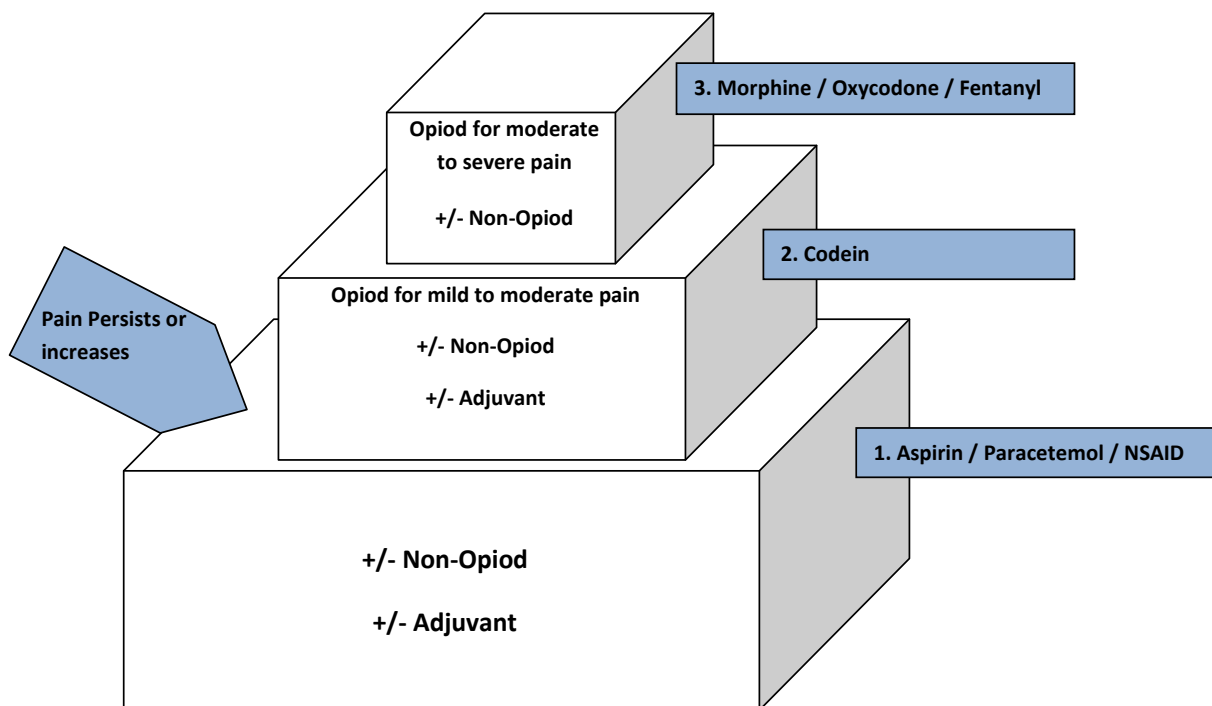 3. Morphine / Oxycodone / Fentanyl
Opiod for moderate
to severe pain
+/- Non-Opiod
2. Codein
Opiod for mild to moderate pain
+/- Non-Opiod
+/- Adjuvant
Pain Persists or
increases
1. Aspirin / Paracetemol / NSAID
+/- Non-Opiod
+/- Adjuvant